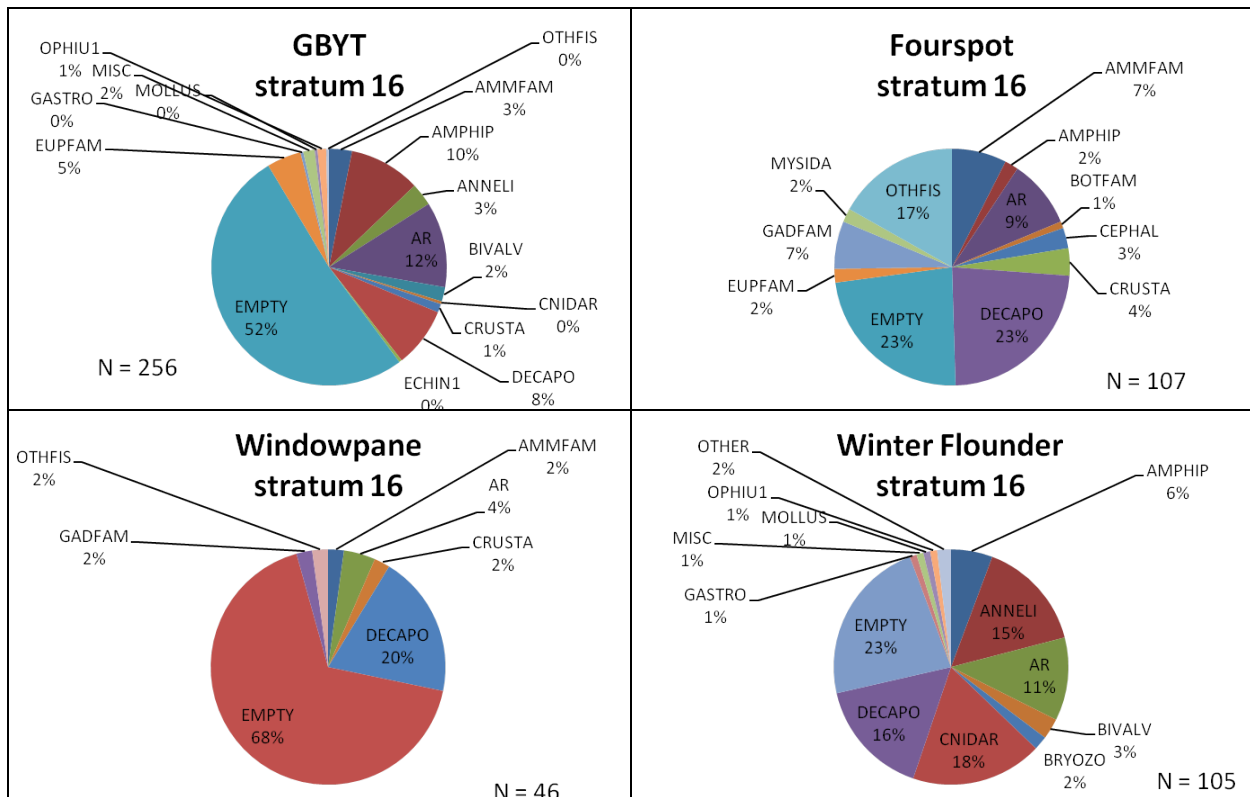 GBYT
stratum 16
OTHFIS
0%
AMMFAM
3%
AMPHIP
10%
ANNELI
3%
AR
12%
BIVALV
2%
CNIDAR
0%
CRUSTA
1%
DECAPO
8%
ECHIN1
0%
EMPTY
52%
EUPFAM
5%
GASTRO
0%
MISC
2%
MOLLUS
0%
OPHIU1
1%
N = 256
Fourspot
stratum 16
AMMFAM
7%
AMPHIP
2%
AR
9%
BOTFAM
1%
CEPHAL
3%
CRUSTA
4%
DECAPO
23%
EMPTY
23%
EUPFAM
2%
GADFAM
7%
MYSIDA
2%
OTHFIS
17%
N = 107
Windowpane
stratum 16
AMMFAM
2%
AR
4%
CRUSTA
2%
DECAPO
20%
EMPTY
68%
GADFAM
2%
OTHFIS
2%
N = 46
Winter Flounder
stratum 16
AMPHIP
6%
ANNELI
15%
AR
11%
BIVALV
3%
BRYOZO
2%
CNIDAR
18%
DECAPO
16%
EMPTY
23%
GASTRO
1%
MISC
1%
MOLLUS
1%
OPHIU1
1%
OTHER
2%
N = 105